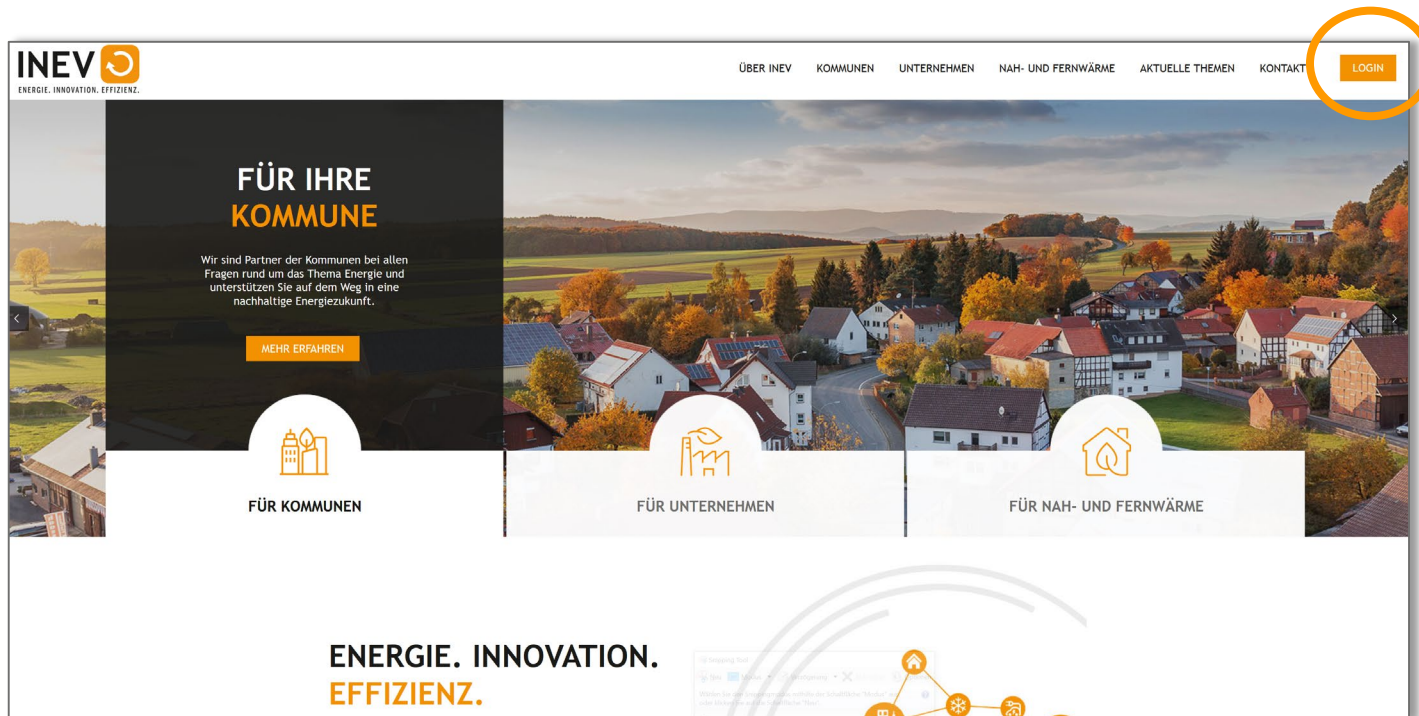 INEV
ENERGIE. INNOVATION. EFFIZIENZ.
ÜBER INEV KOMMUNEN UNTERNEHMEN NAH- UND FERNWÄRME AKTUELLE THEMEN KONTAKT LOGIN
FÜR IHRE
KOMMUNE
Wir sind Partner der Kommunen bei allen
Fragen rund um das Thema Energie und
unterstützen Sie auf dem Weg in eine
nachhaltige Energiezukunft.
MEHR ERFAHREN
FÜR KOMMUNEN FÜR UNTERNEHMEN FÜR NAH- UND FERNWÄRME
ENERGIE. INNOVATION.
EFFIZIENZ.